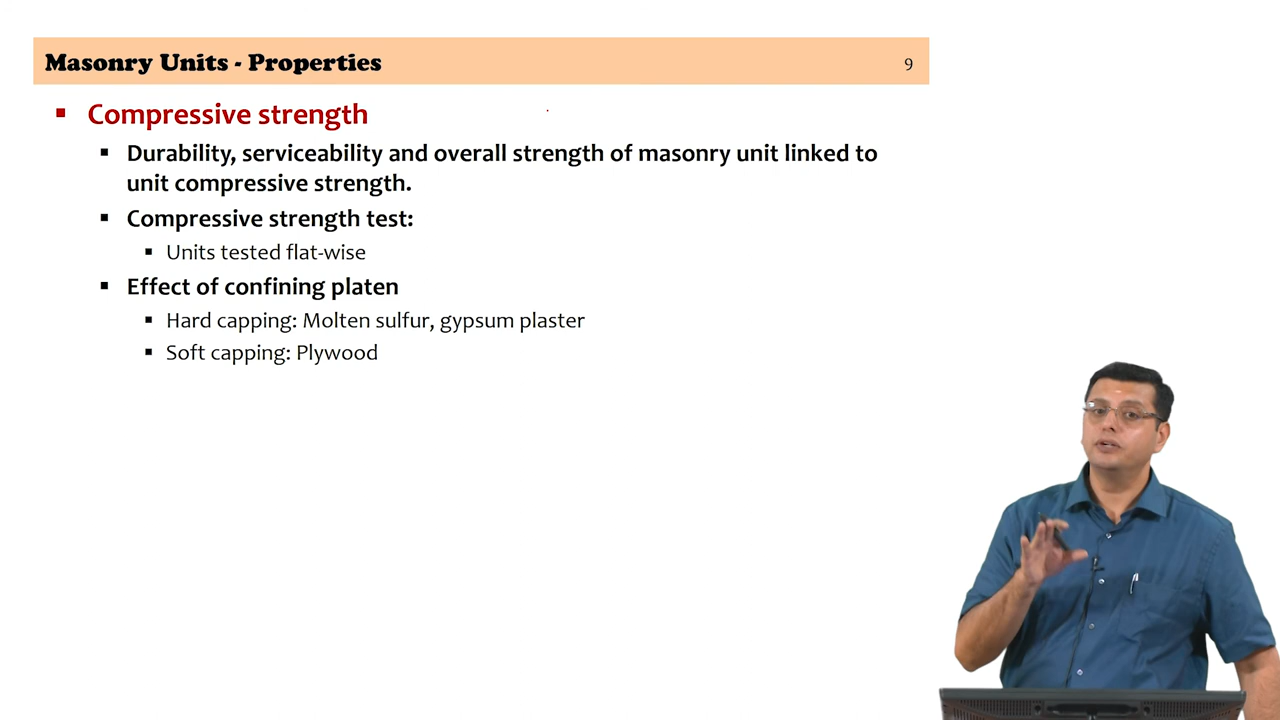 Masonry Units - Properties
9
▪ Compressive strength
▪ Durability, serviceability and overall strength of masonry unit linked to
unit compressive strength.
▪ Compressive strength test:
▪ Units tested flat-wise
▪ Effect of confining platen
▪ Hard capping: Molten sulfur, gypsum plaster
▪ Soft capping: Plywood